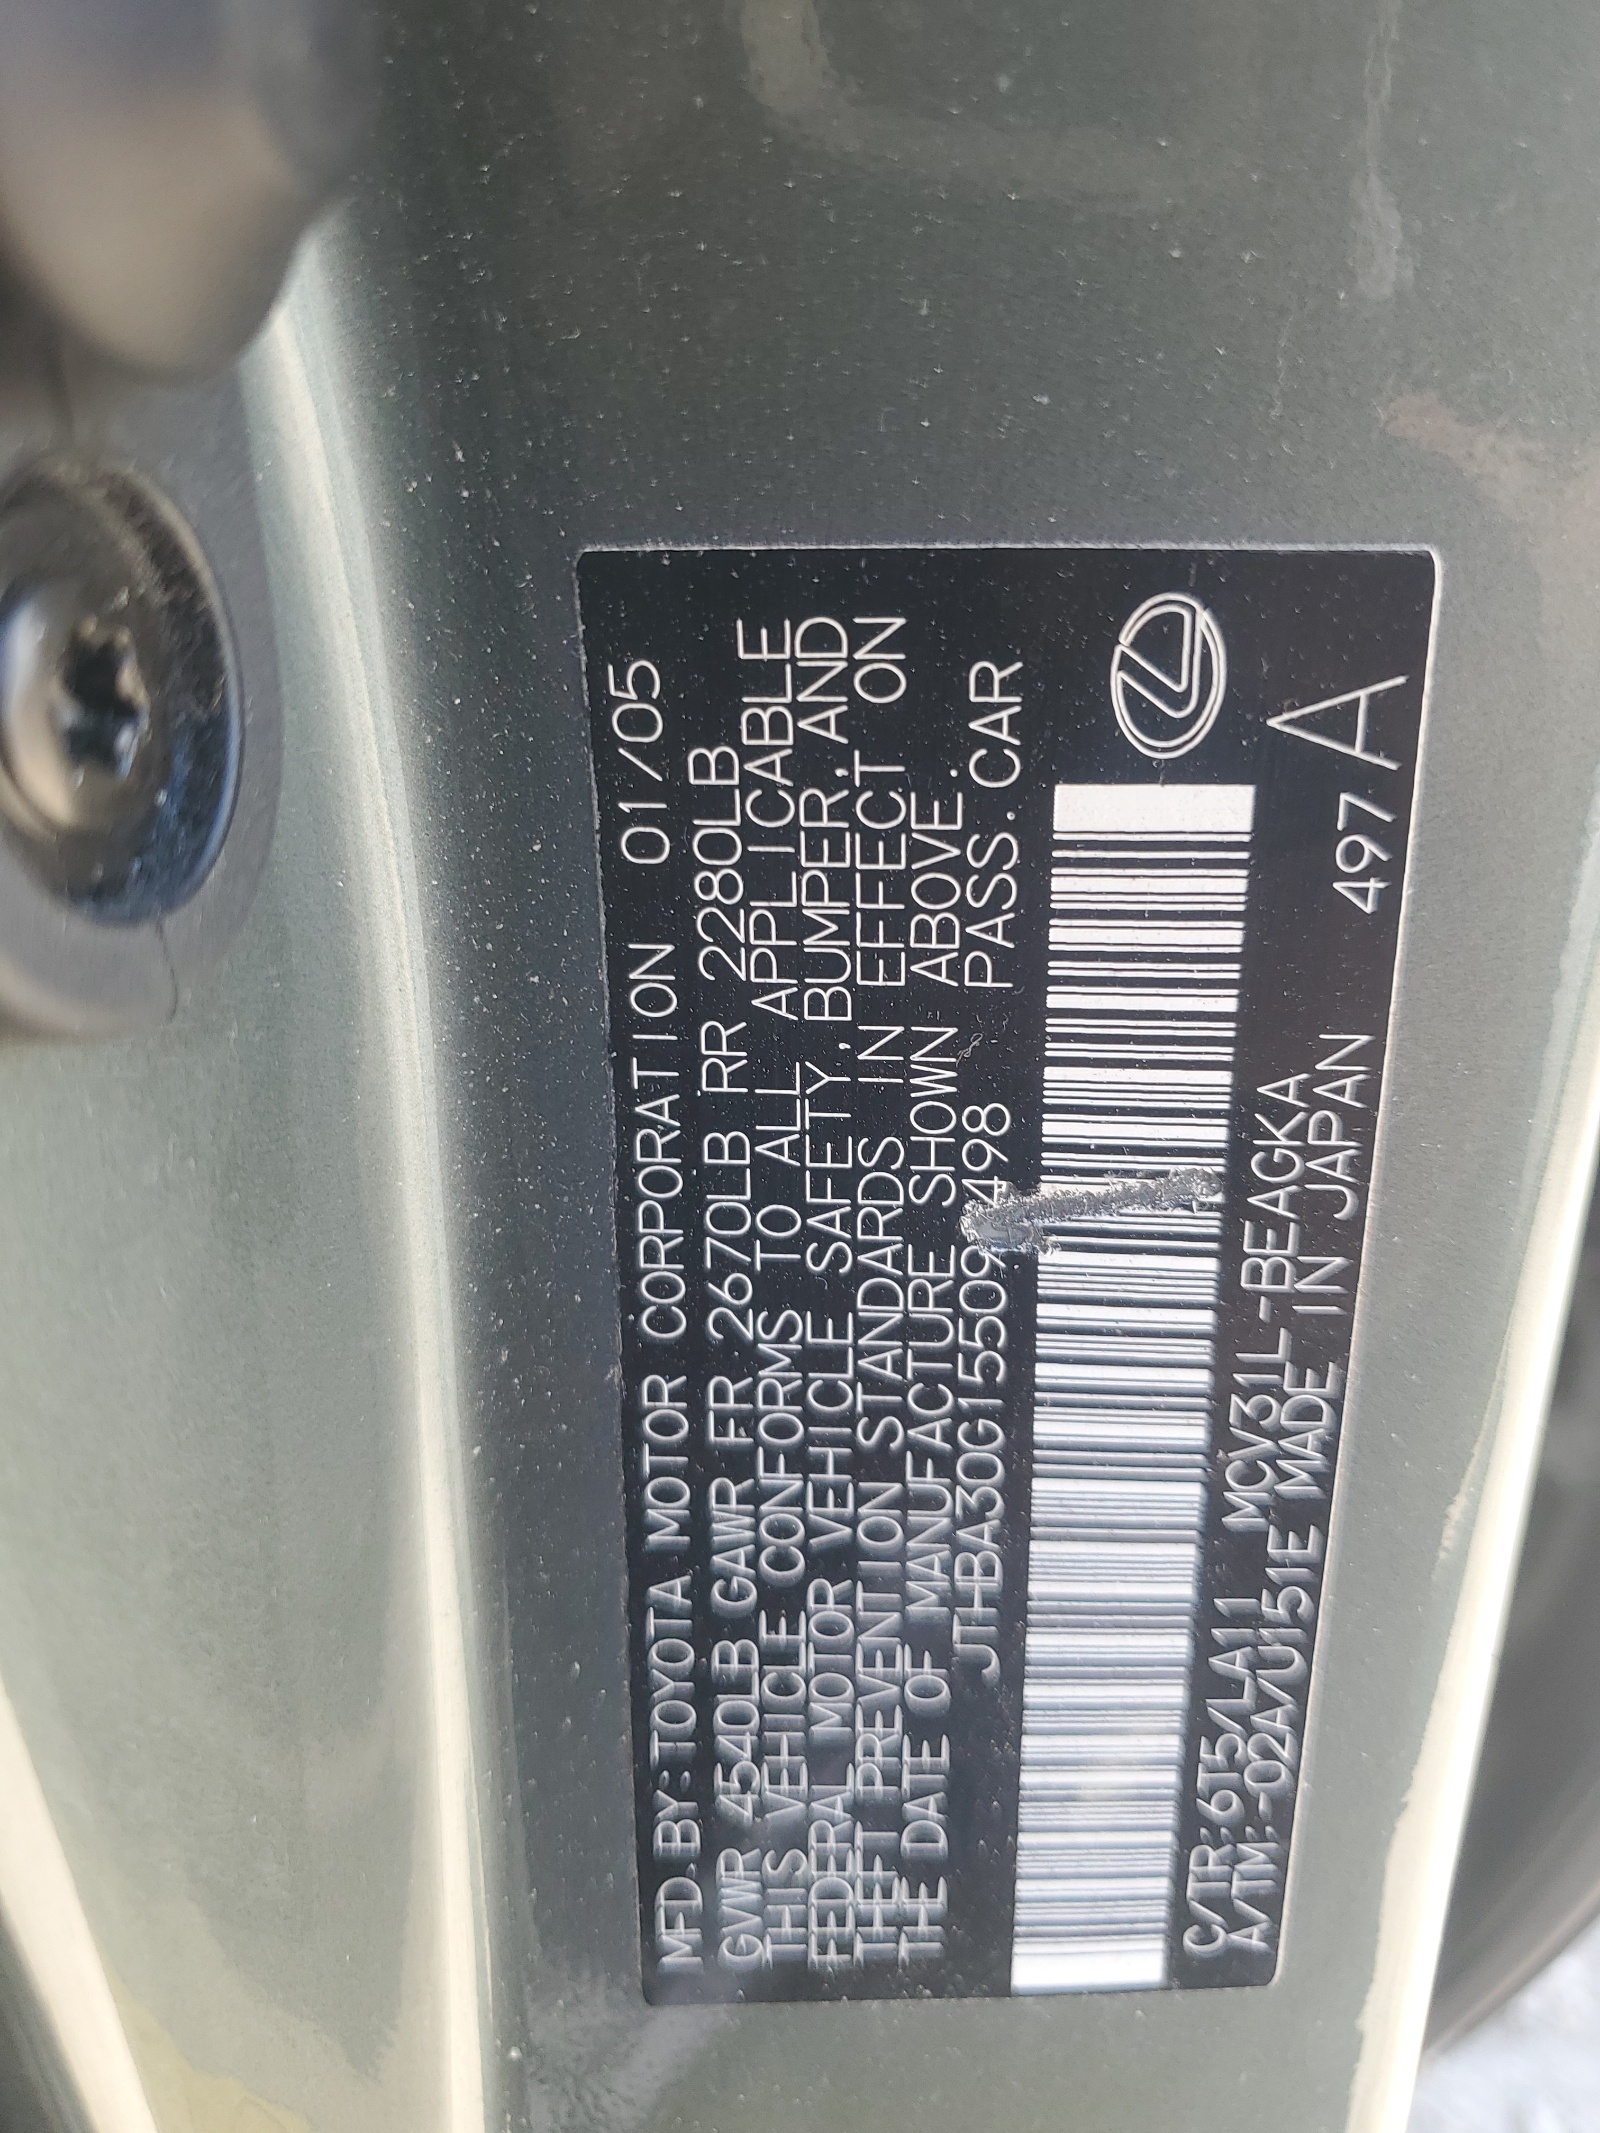 MFD.BY:TOYOTA MOTOR CORPORATION 01/05
GVWR 4540LB GAWR FR 2670LB RR 2280LB
THIS VEHICLE CONFORMS TO ALL APPLICABLE
FEDERAL MOTOR VEHICLE SAFETY, BUMPER, AND
THEFT PREVENTION STANDARDS IN EFFECT ON
THE DATE OF MANUFACTURE SHOWN ABOVE.
PASS.CAR
C/TR:6T5/LA11 MCV31L-BEAGKA
A/TM:-02A/U151E MADE IN JAPAN 497 A